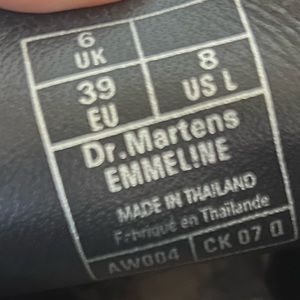 6 UK
39 EU 8 US L
Dr.Martens
EMMELINE
MADE IN THAILAND
Fabriqué en Thaïlande
AW004 CK 07